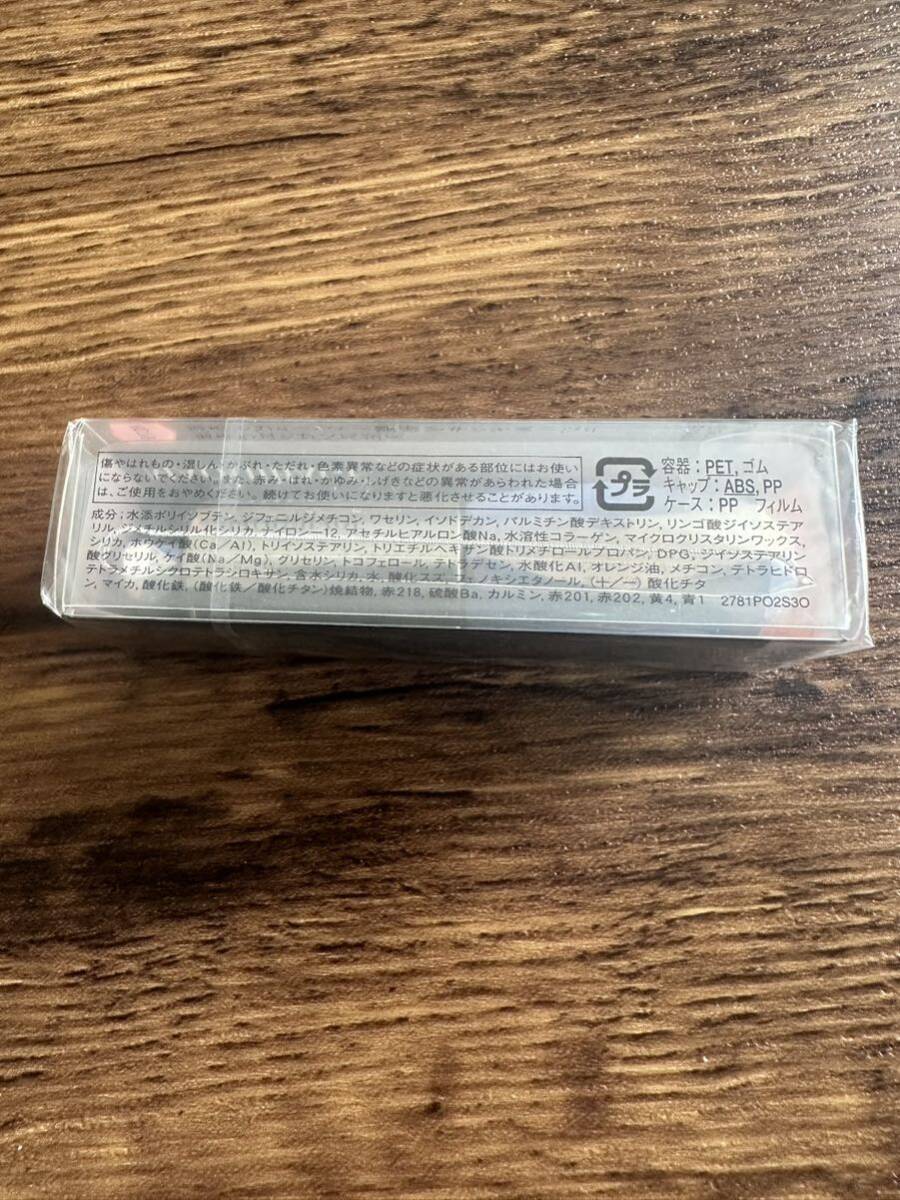 傷やはれもの・湿しん・かぶれ・ただれ・色素異常などの症状がある部位にはお使い
にならないでください。また、赤み・はれ・かゆみ・しげきなどの異常があらわれた場合
は、ご使用をおやめください。続けてお使いになりますと悪化させることがあります。
プラ
容器：PET, ゴム
キャップ：ABS, PP
ケース：PP フィルム
成分：水添ポリイソブテン, ジフェニルジメチコン, ワセリン, イソドデカン, パルミチン酸デキストリン, リンゴ酸ジイソステア
リル, ジメチルシリル化シリカ, ナイロン－12, アセチルヒアルロン酸Na, 水溶性コラーゲン, マイクロクリスタリンワックス,
シリカ, ホウケイ酸(Ca／Al), トリイソステアリン, トリエチルヘキサン酸トリメチロールプロパン, DPG, ジイソステアリン
酸グリセリル, ケイ酸(Na／Mg), グリセリン, トコフェロール, テトラデセン, 水酸化Al, オレンジ油, メチコン, テトラヒドロ
テトラメチルシクロテトラシロキサン, 含水シリカ, 水, 酸化スズ, フェノキシエタノール, (＋／－) 酸化チタ
ン, マイカ, 酸化鉄, (酸化鉄／酸化チタン)焼結物, 赤218, 硫酸Ba, カルミン, 赤201, 赤202, 黄4, 青1 2781PO2S3O